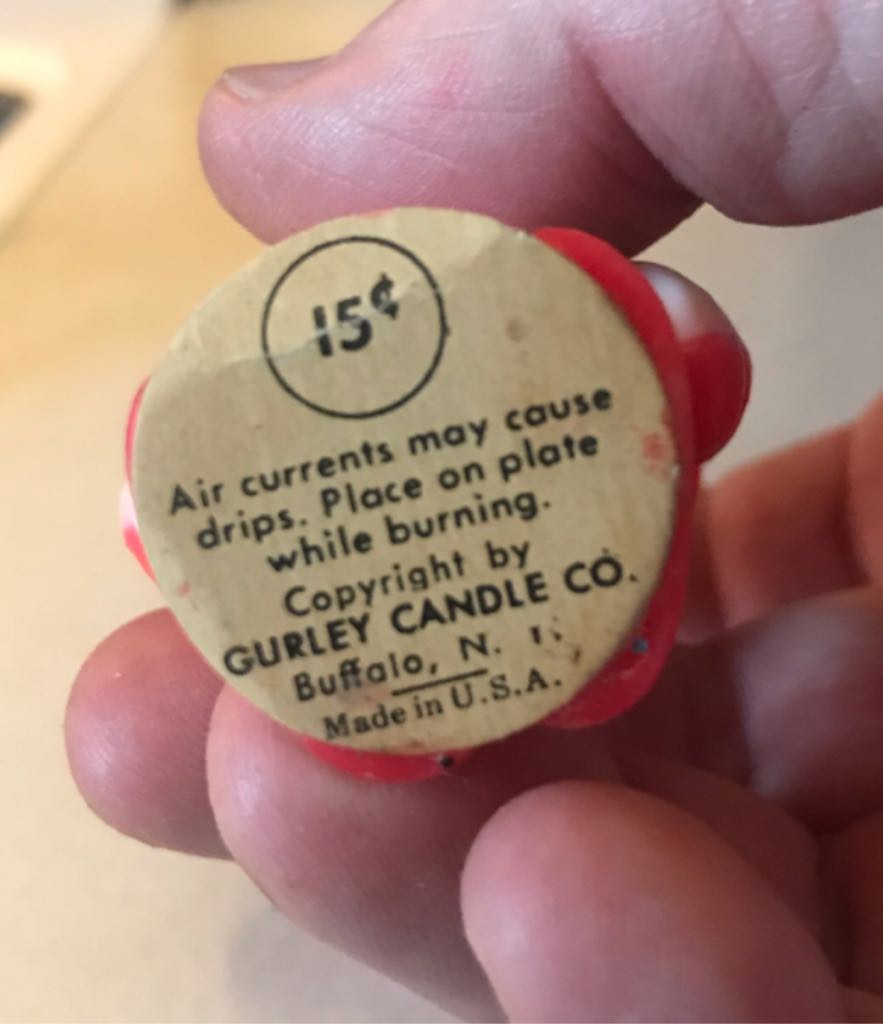 15¢
Air currents may cause
drips. Place on plate
while burning.
Copyright by
GURLEY CANDLE CO.
Buffalo, N.
Made in U.S.A.